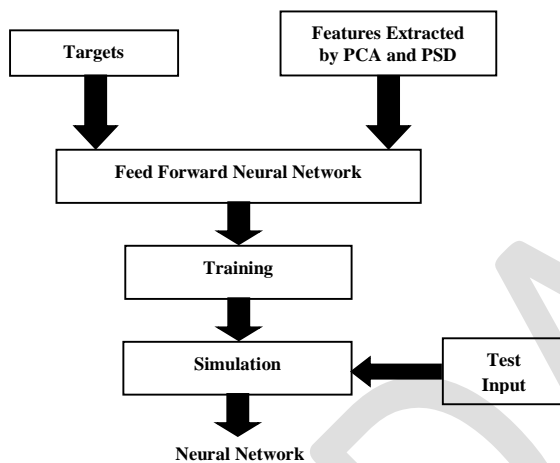 Targets
Features Extracted
by PCA and PSD
Feed Forward Neural Network
Training
Simulation
Test
Input
Neural Network